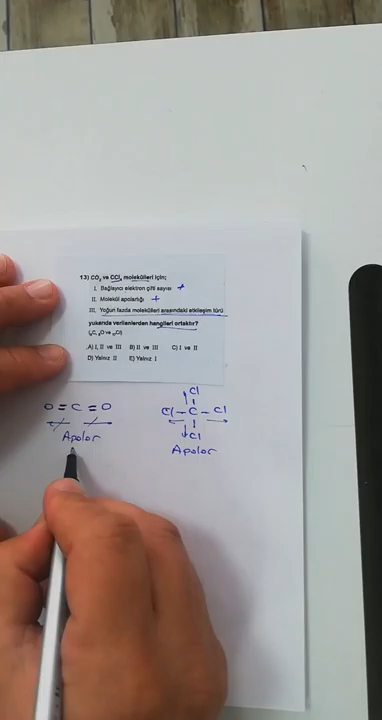 13) CO₂ ve CCl₄ molekülleri için;
I. Bağlayıcı elektron çifti sayısı +
II. Molekül apolarlığı +
III. Yoğun fazda molekülleri arasındaki etkileşim türü
yukarıda verilenlerden hangileri ortaktır?
(₆C, ₈O ve ₁₇Cl)
A) I, II ve III B) II ve III C) I ve II
D) Yalnız II E) Yalnız I
O = C = O
Apolar
Cl
Cl - C - Cl
Cl
Apolar